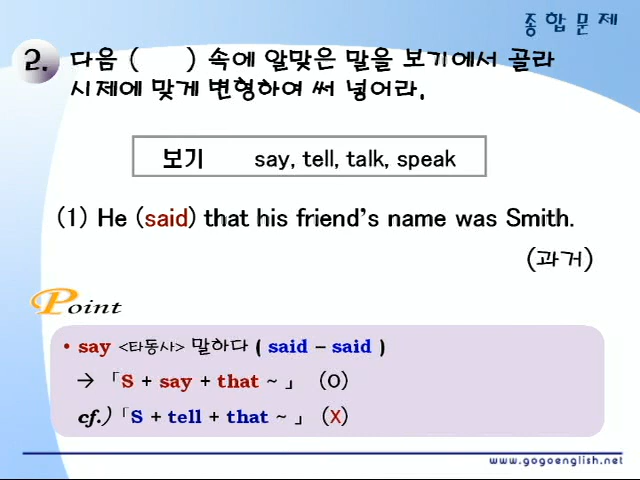 종합문제
2. 다음 (      ) 속에 알맞은 말을 보기에서 골라
시제에 맞게 변형하여 써 넣어라.
보기 say, tell, talk, speak
(1) He (said) that his friend's name was Smith.
(과거)
Point
• say <타동사> 말하다 ( said – said )
→ 「S + say + that ~ 」 (O)
cf.) 「S + tell + that ~ 」 (X)
www.gogoenglish.net